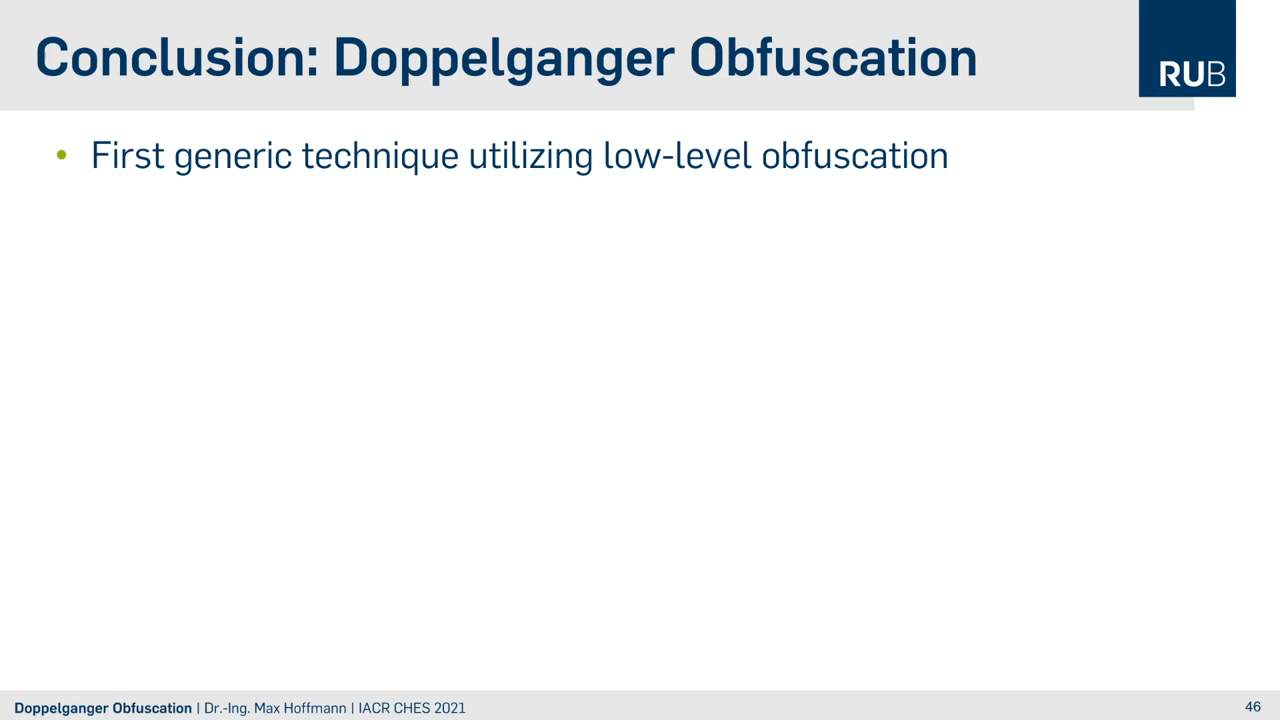 Conclusion: Doppelganger Obfuscation
RUB
• First generic technique utilizing low-level obfuscation
Doppelganger Obfuscation | Dr.-Ing. Max Hoffmann | IACR CHES 2021
46